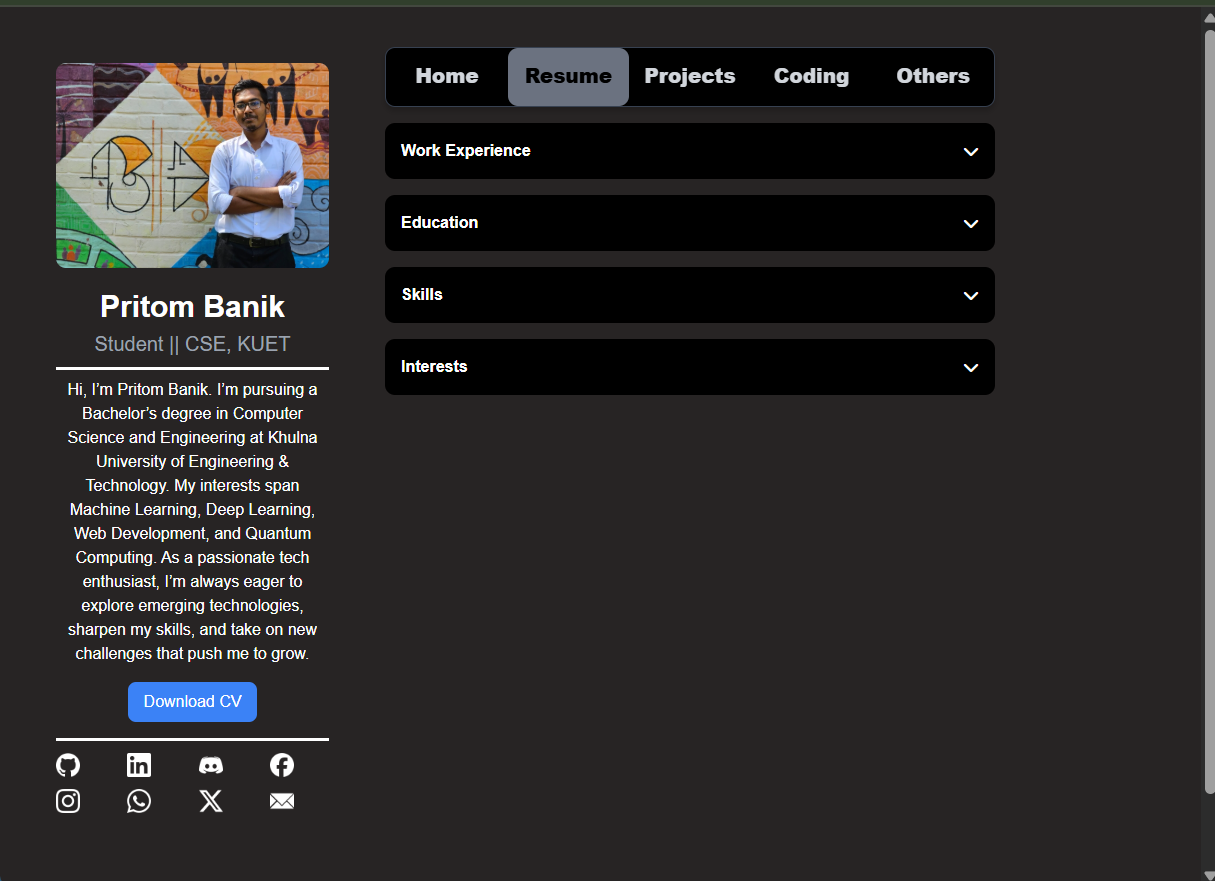 Home Resume Projects Coding Others
Work Experience
Education
Skills
Interests
Pritom Banik
Student || CSE, KUET
Hi, I’m Pritom Banik. I’m pursuing a
Bachelor’s degree in Computer
Science and Engineering at Khulna
University of Engineering &
Technology. My interests span
Machine Learning, Deep Learning,
Web Development, and Quantum
Computing. As a passionate tech
enthusiast, I’m always eager to
explore emerging technologies,
sharpen my skills, and take on new
challenges that push me to grow.
Download CV